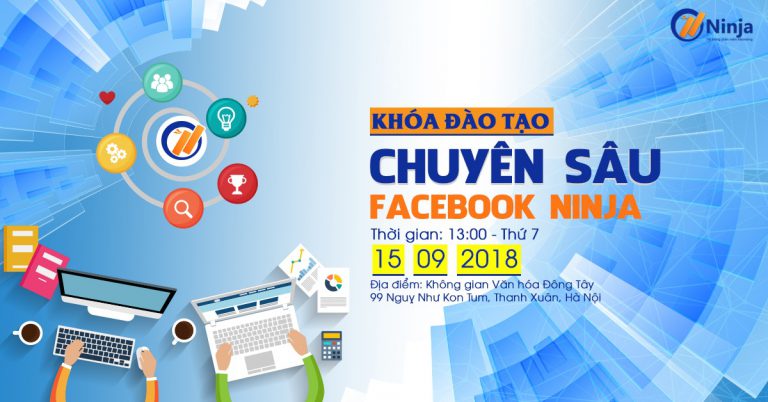 Ninja
KHÓA ĐÀO TẠO
CHUYÊN SÂU
FACEBOOK NINJA
Thời gian: 13:00 - Thứ 7
15 09 2018
Địa điểm: Không gian Văn hóa Đông Tây
99 Ngụy Như Kon Tum, Thanh Xuân, Hà Nội